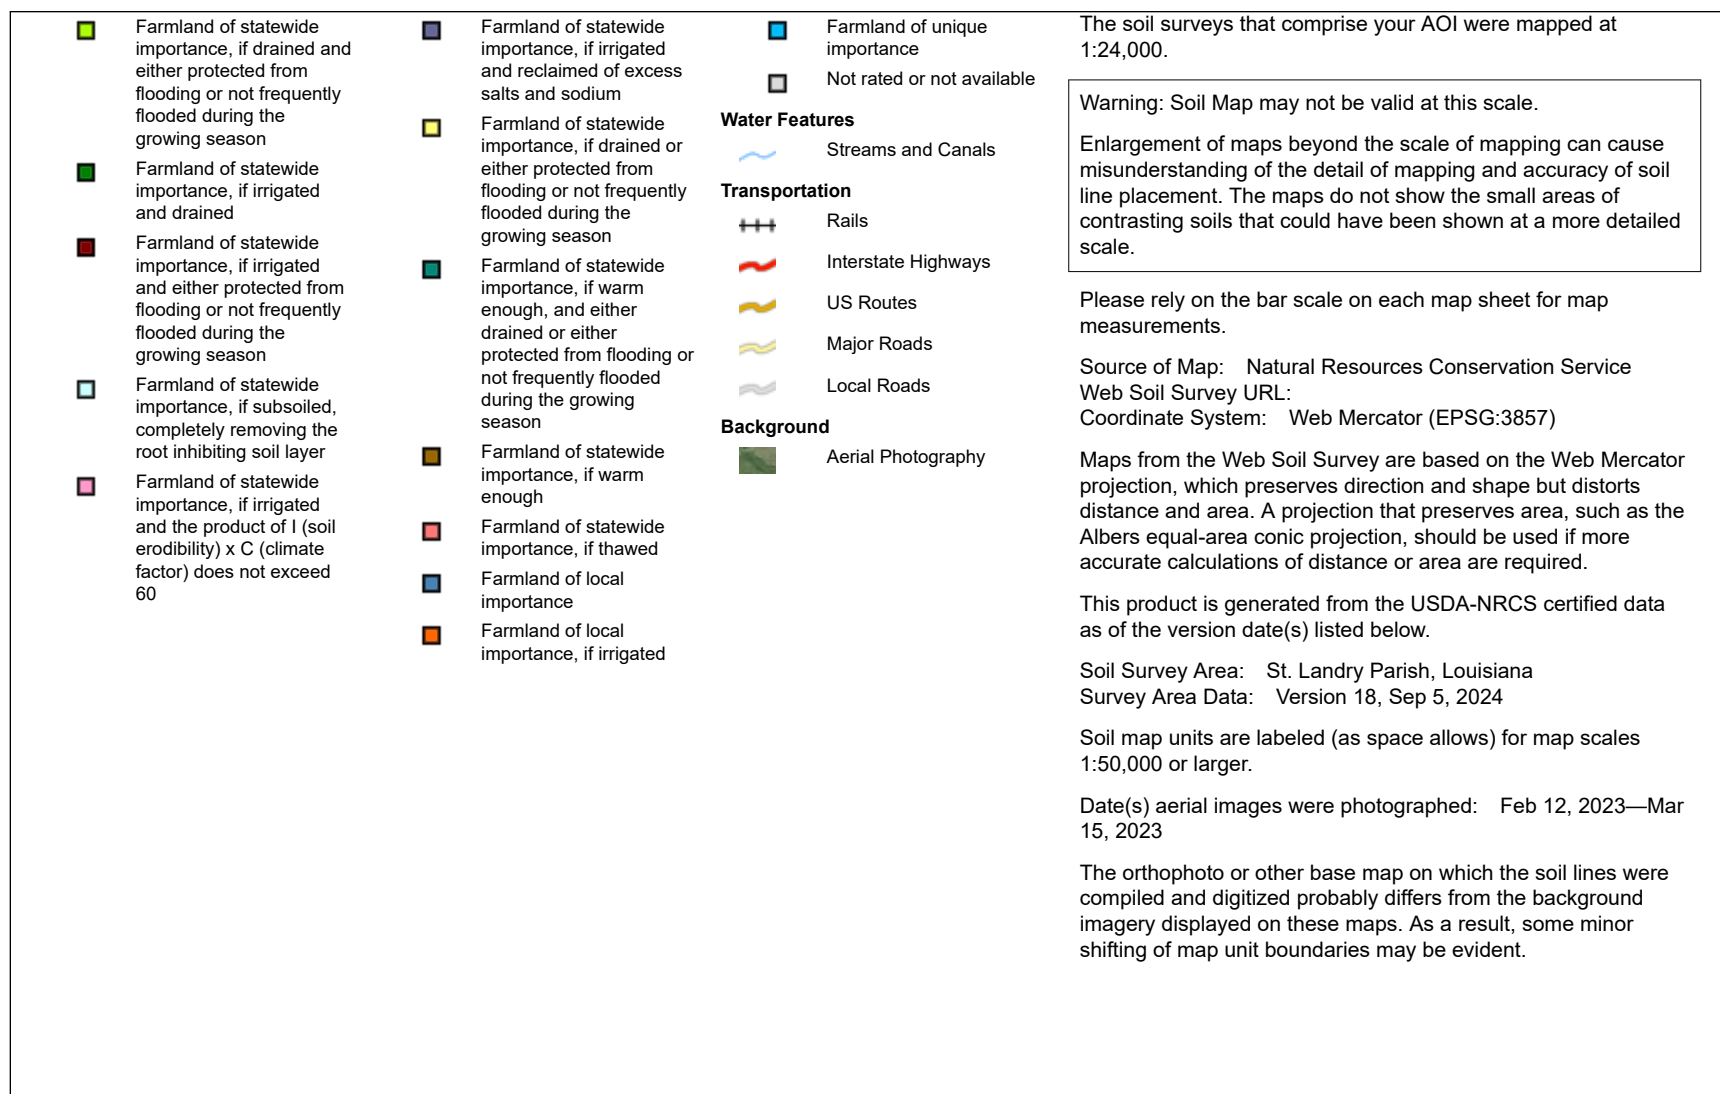 Farmland of statewide
importance, if drained and
either protected from
flooding or not frequently
flooded during the
growing season
Farmland of statewide
importance, if irrigated
and drained
Farmland of statewide
importance, if irrigated
and either protected from
flooding or not frequently
flooded during the
growing season
Farmland of statewide
importance, if subsoiled,
completely removing the
root inhibiting soil layer
Farmland of statewide
importance, if irrigated
and the product of I (soil
erodibility) x C (climate
factor) does not exceed
60
Farmland of statewide
importance, if irrigated
and reclaimed of excess
salts and sodium
Farmland of statewide
importance, if drained or
either protected from
flooding or not frequently
flooded during the
growing season
Farmland of statewide
importance, if warm
enough, and either
drained or either
protected from flooding or
not frequently flooded
during the growing
season
Farmland of statewide
importance, if warm
enough
Farmland of statewide
importance, if thawed
Farmland of local
importance
Farmland of local
importance, if irrigated
Farmland of unique
importance
Not rated or not available
Water Features
Streams and Canals
Transportation
Rails
Interstate Highways
US Routes
Major Roads
Local Roads
Background
Aerial Photography
The soil surveys that comprise your AOI were mapped at
1:24,000.
Warning: Soil Map may not be valid at this scale.
Enlargement of maps beyond the scale of mapping can cause
misunderstanding of the detail of mapping and accuracy of soil
line placement. The maps do not show the small areas of
contrasting soils that could have been shown at a more detailed
scale.
Please rely on the bar scale on each map sheet for map
measurements.
Source of Map: Natural Resources Conservation Service
Web Soil Survey URL:
Coordinate System: Web Mercator (EPSG:3857)
Maps from the Web Soil Survey are based on the Web Mercator
projection, which preserves direction and shape but distorts
distance and area. A projection that preserves area, such as the
Albers equal-area conic projection, should be used if more
accurate calculations of distance or area are required.
This product is generated from the USDA-NRCS certified data
as of the version date(s) listed below.
Soil Survey Area: St. Landry Parish, Louisiana
Survey Area Data: Version 18, Sep 5, 2024
Soil map units are labeled (as space allows) for map scales
1:50,000 or larger.
Date(s) aerial images were photographed: Feb 12, 2023—Mar
15, 2023
The orthophoto or other base map on which the soil lines were
compiled and digitized probably differs from the background
imagery displayed on these maps. As a result, some minor
shifting of map unit boundaries may be evident.